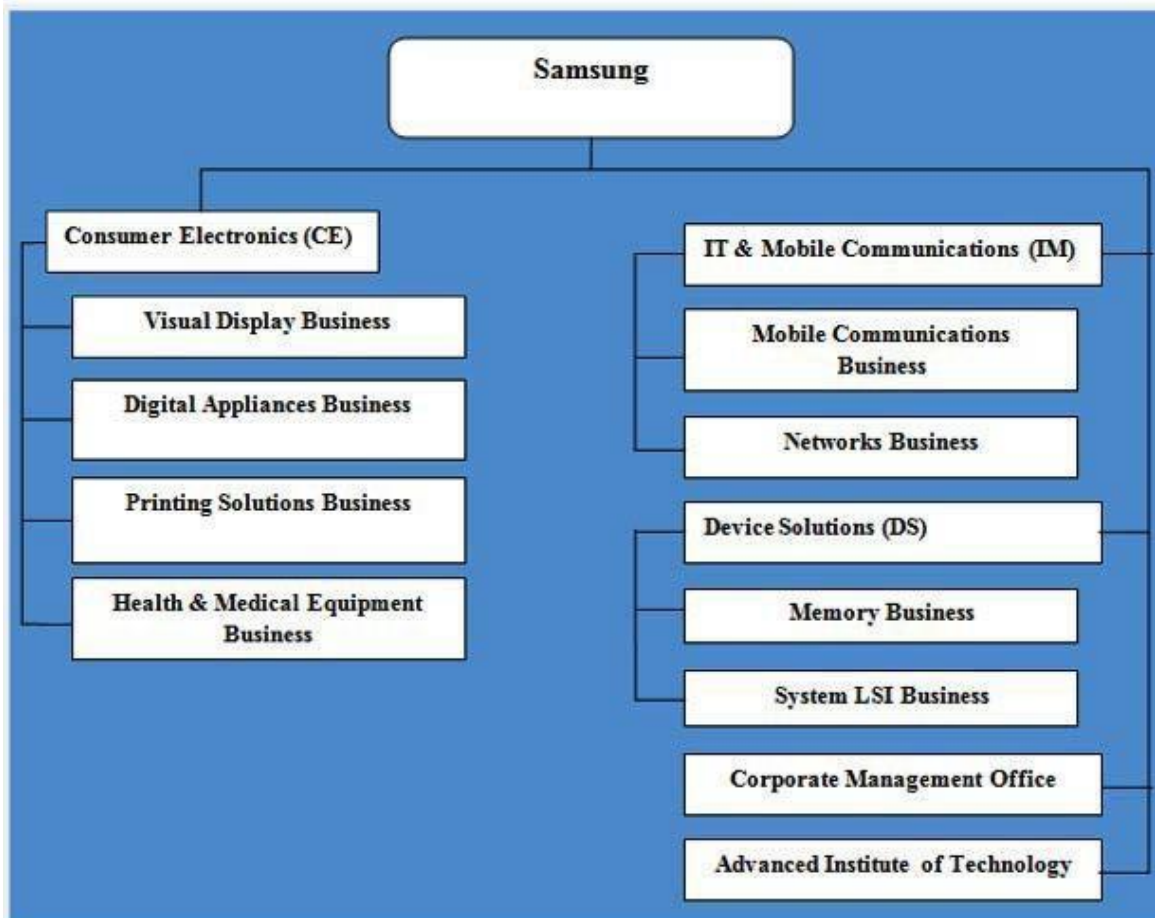 Samsung
Consumer Electronics (CE)
Visual Display Business
Digital Appliances Business
Printing Solutions Business
Health & Medical Equipment
Business
IT & Mobile Communications (IM)
Mobile Communications
Business
Networks Business
Device Solutions (DS)
Memory Business
System LSI Business
Corporate Management Office
Advanced Institute of Technology